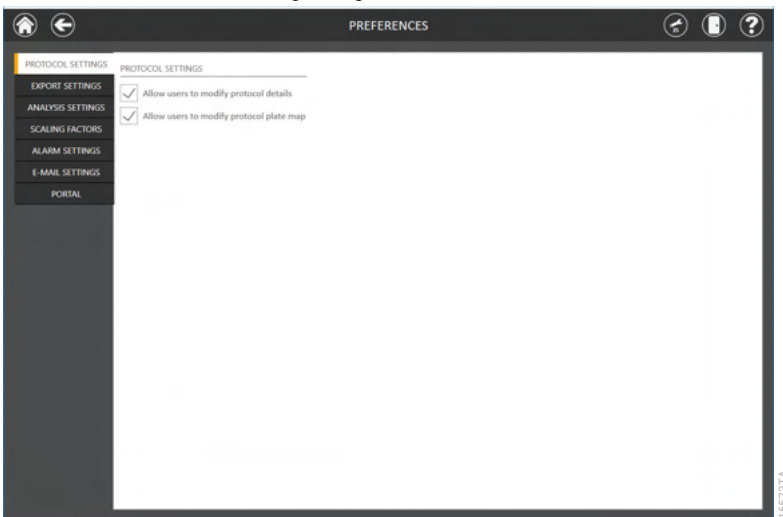 PREFERENCES
PROTOCOL SETTINGS
EXPORT SETTINGS
ANALYSIS SETTINGS
SCALING FACTORS
ALARM SETTINGS
E-MAIL SETTINGS
PORTAL
PROTOCOL SETTINGS
Allow users to modify protocol details
Allow users to modify protocol plate map